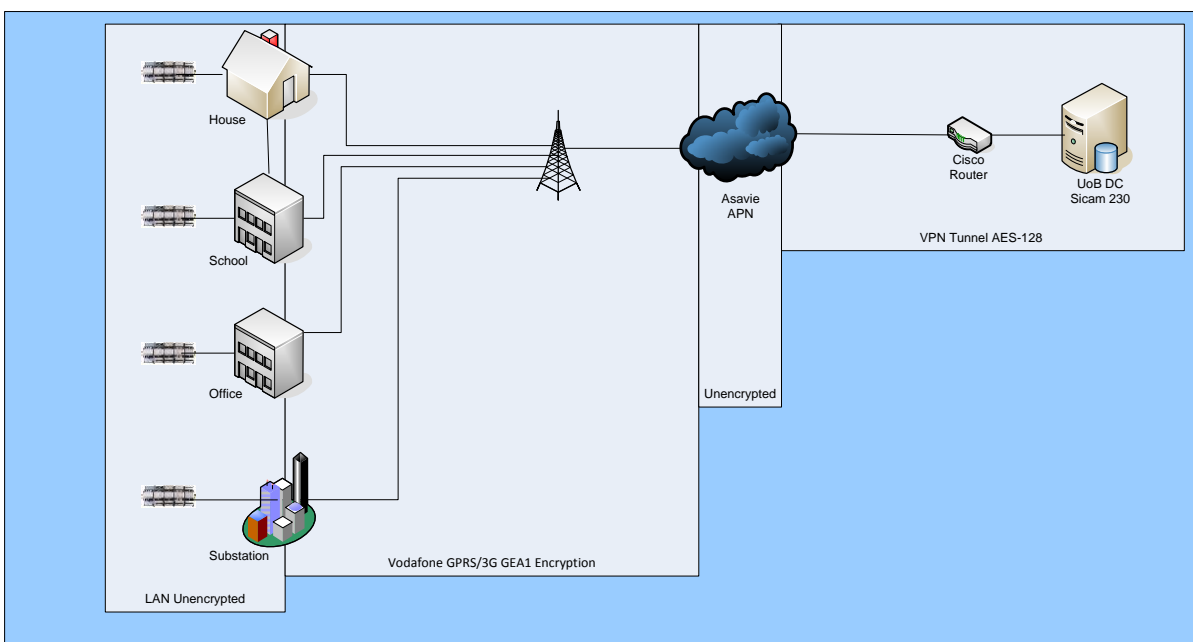 House
School
Office
Substation
LAN Unencrypted
Vodafone GPRS/3G GEA1 Encryption
Asavie
APN
Unencrypted
Cisco
Router
UoB DC
Sicam 230
VPN Tunnel AES-128